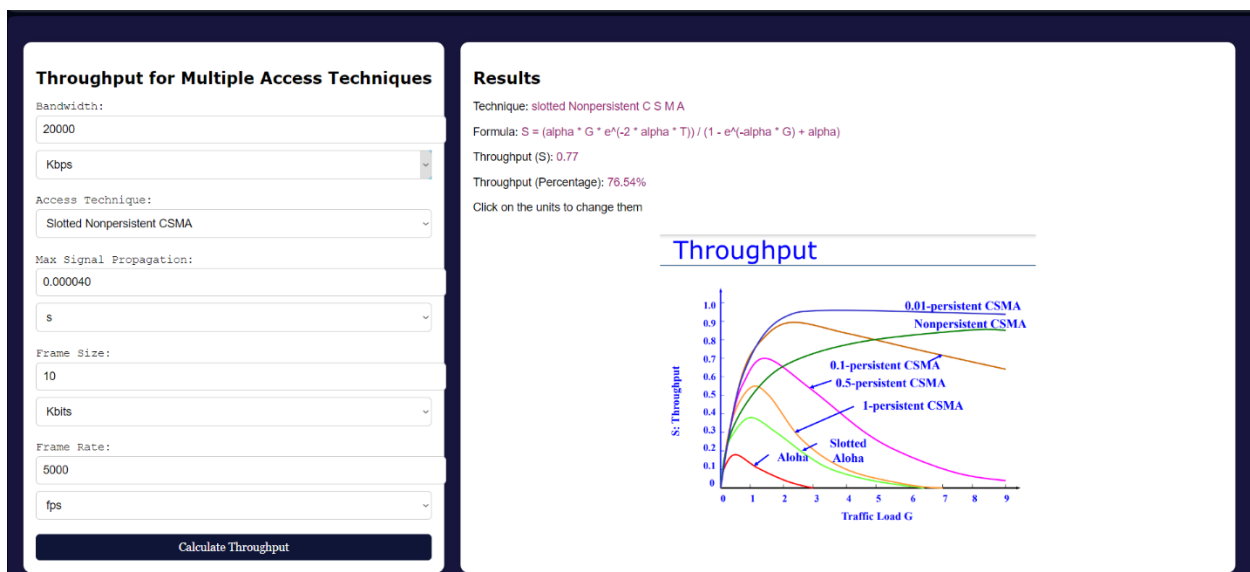 Throughput for Multiple Access Techniques
Bandwidth:
20000
Kbps
Access Technique:
Slotted Nonpersistent CSMA
Max Signal Propagation:
0.000040
s
Frame Size:
10
Kbits
Frame Rate:
5000
fps
Calculate Throughput
Results
Technique: slotted Nonpersistent C S M A
Formula: S = (alpha * G * e^(-2 * alpha * T)) / (1 - e^(-alpha * G) + alpha)
Throughput (S): 0.77
Throughput (Percentage): 76.54%
Click on the units to change them
Throughput
1.0
0.9
0.8
0.7
0.6
0.5
0.4
0.3
0.2
0.1
0
S: Throughput
0.01-persistent CSMA
Nonpersistent CSMA
0.1-persistent CSMA
0.5-persistent CSMA
1-persistent CSMA
Slotted
Aloha
Aloha
0 1 2 3 4 5 6 7 8 9
Traffic Load G